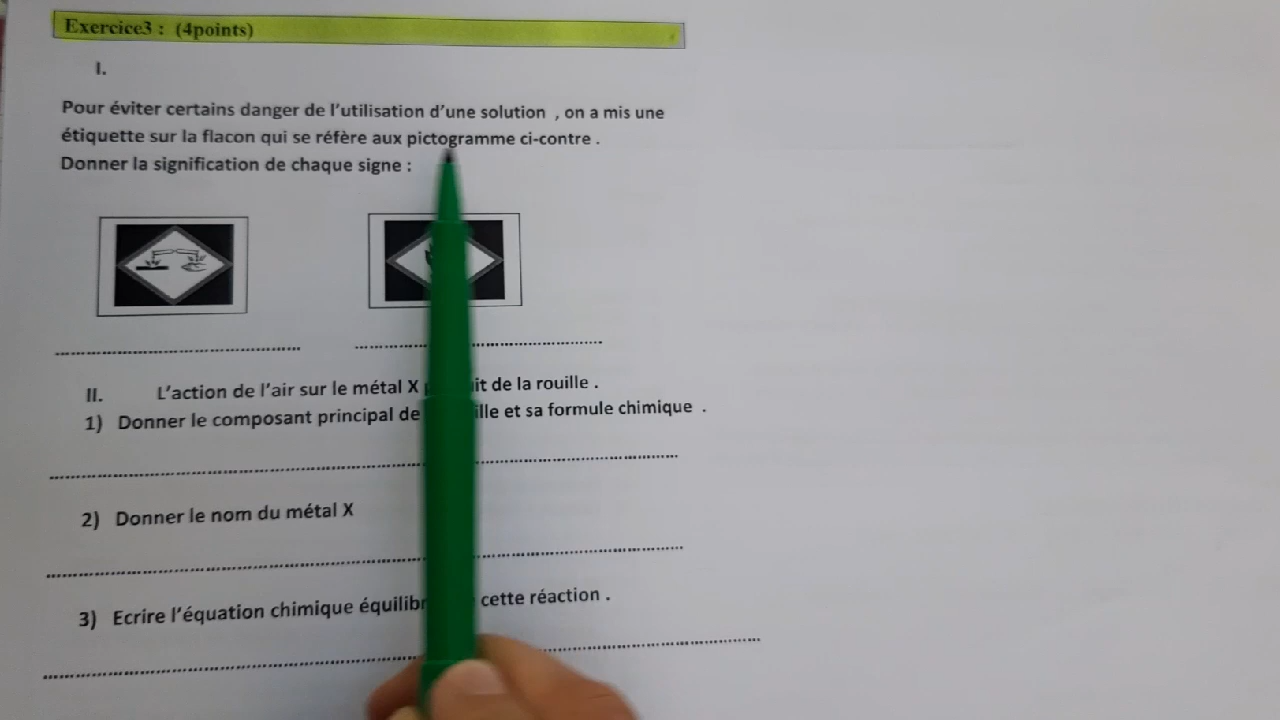 Exercice3 : (4points)
I.
Pour éviter certains danger de l'utilisation d'une solution , on a mis une
étiquette sur la flacon qui se réfère aux pictogramme ci-contre .
Donner la signification de chaque signe :
II. L'action de l'air sur le métal X de la rouille .
1) Donner le composant principal de et sa formule chimique .
2) Donner le nom du métal X
3) Ecrire l'équation chimique cette réaction .